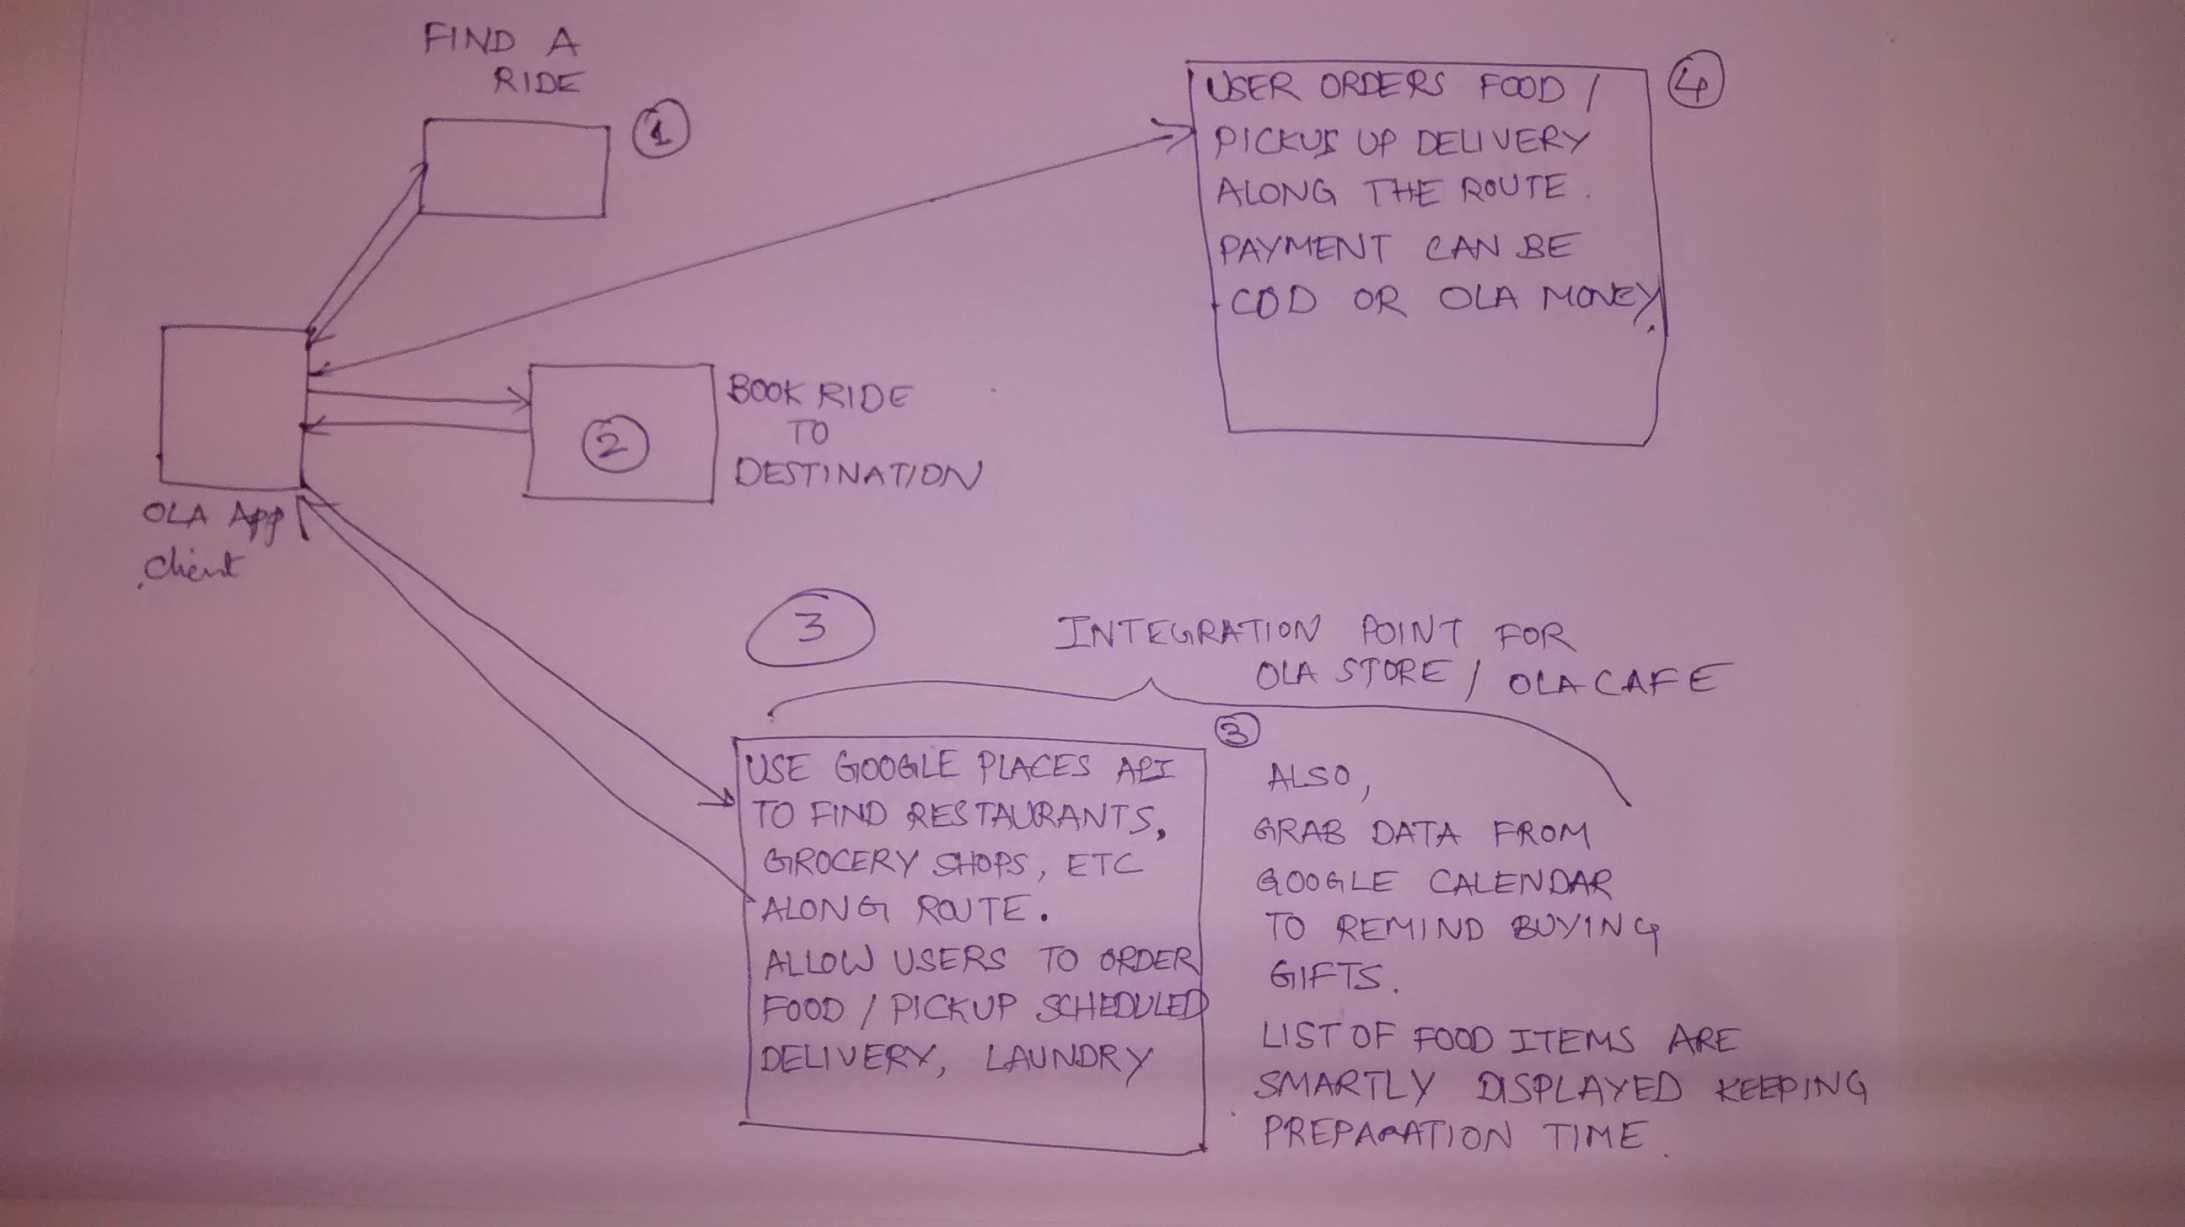 FIND A
RIDE
1
OLA App
client
2
BOOK RIDE
TO
DESTINATION
4
USER ORDERS FOOD /
PICKUS UP DELIVERY
ALONG THE ROUTE.
PAYMENT CAN BE
COD OR OLA MONEY.
3
INTEGRATION POINT FOR
OLA STORE / OLA CAFE
USE GOOGLE PLACES API
TO FIND RESTAURANTS,
GROCERY SHOPS, ETC
ALONG ROUTE.
ALLOW USERS TO ORDER
FOOD / PICKUP SCHEDULED
DELIVERY, LAUNDRY
3
ALSO,
GRAB DATA FROM
GOOGLE CALENDAR
TO REMIND BUYING
GIFTS.
LIST OF FOOD ITEMS ARE
SMARTLY DISPLAYED KEEPING
PREPARATION TIME.